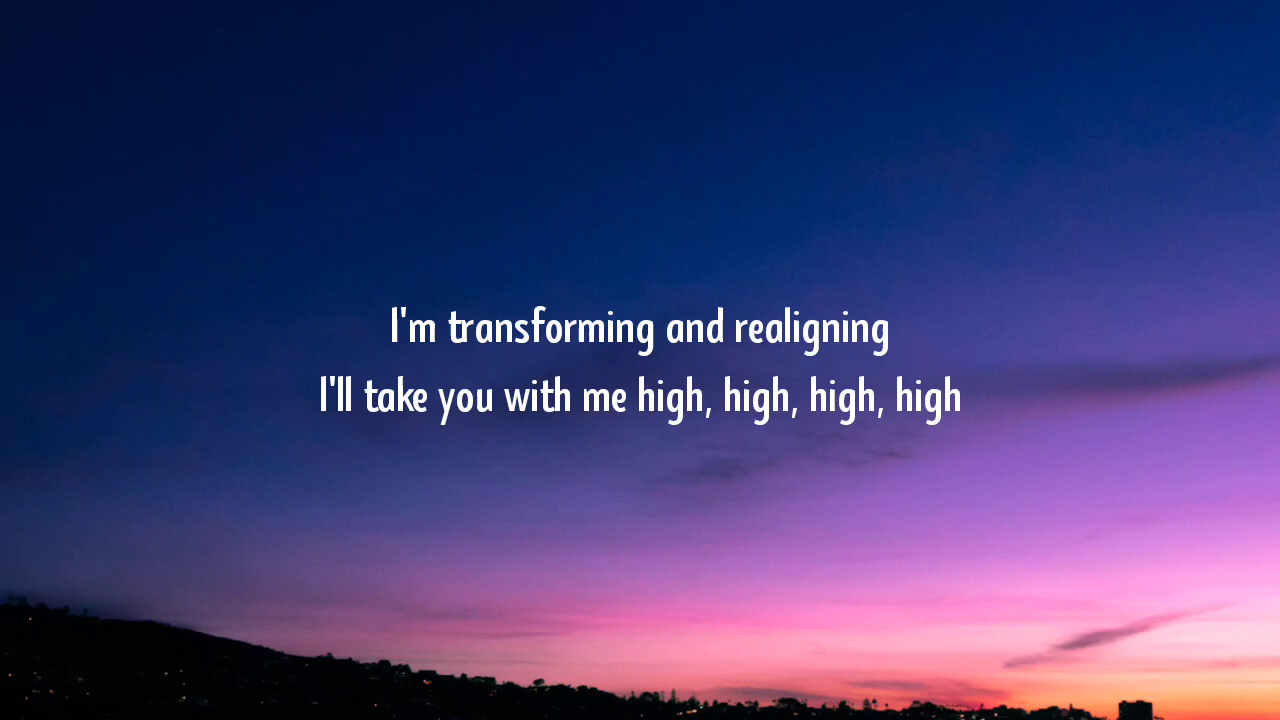 I'm transforming and realigning
I'll take you with me high, high, high, high